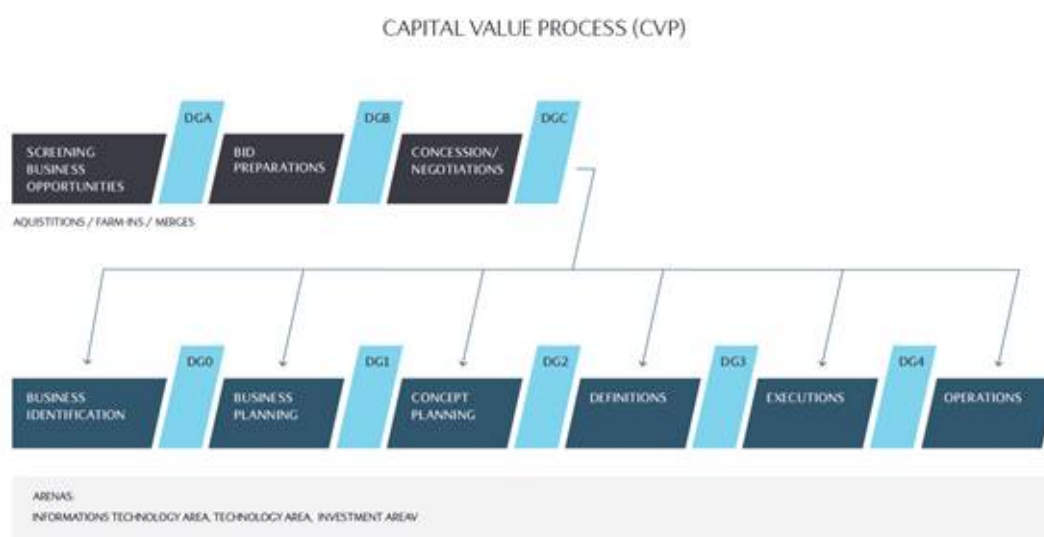 CAPITAL VALUE PROCESS (CVP)
DGA
DGB
DGC
SCREENING
BUSINESS
OPPORTUNITIES
BID
PREPARATIONS
CONCESSION/
NEGOTIATIONS
AQUISTITIONS / FARM-INS / MERGES
DG0
DG1
DG2
DG3
DG4
BUSINESS
IDENTIFICATION
BUSINESS
PLANNING
CONCEPT
PLANNING
DEFINITIONS
EXECUTIONS
OPERATIONS
ARENAS:
INFORMATIONS TECHNOLOGY AREA, TECHNOLOGY AREA, INVESTMENT AREAV